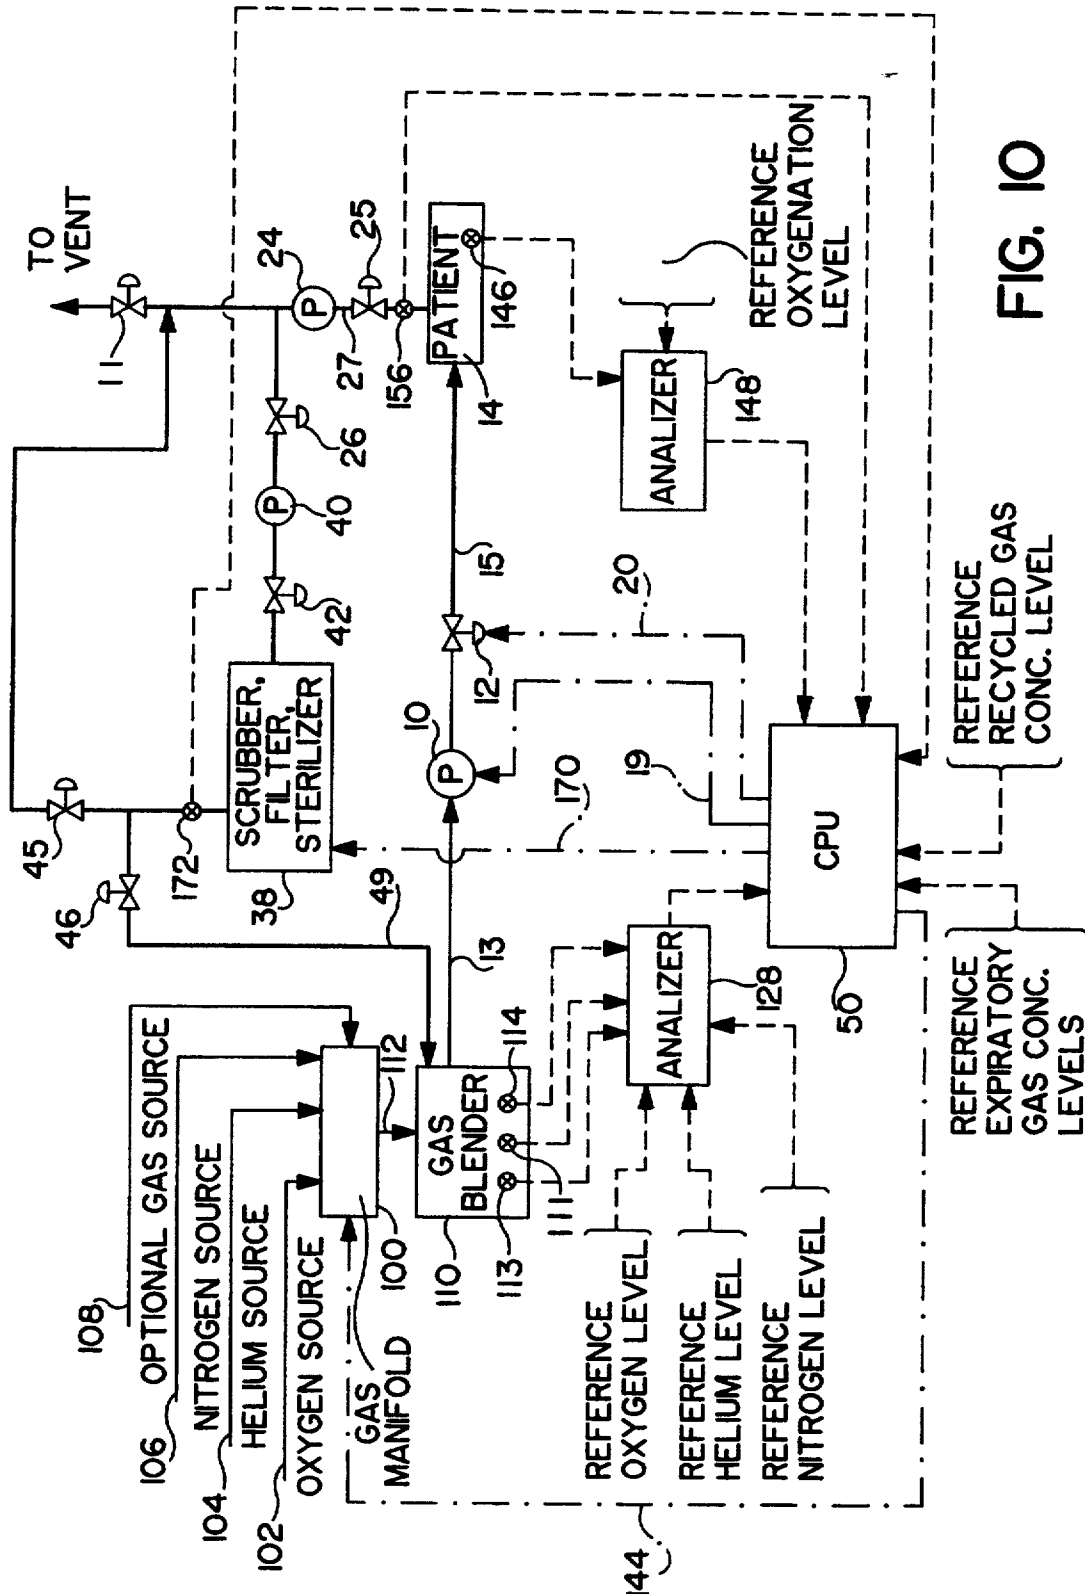 TO
VENT
11
24
25
P
27
156
PATIENT
14
146
26
P
40
42
45
46
172
SCRUBBER,
FILTER,
STERILIZER
38
49
15
10
P
12
20
19
170
13
108
OPTIONAL GAS SOURCE
106
NITROGEN SOURCE
104
HELIUM SOURCE
102
OXYGEN SOURCE
GAS
MANIFOLD
100
112
GAS
BLENDER
110
114
111
113
ANALIZER
128
ANALIZER
148
REFERENCE
OXYGENATION
LEVEL
CPU
50
REFERENCE
OXYGEN LEVEL
REFERENCE
HELIUM LEVEL
REFERENCE
NITROGEN LEVEL
REFERENCE
EXPIRATORY
GAS CONC.
LEVELS
REFERENCE
RECYCLED GAS
CONC. LEVEL
144
FIG. 10